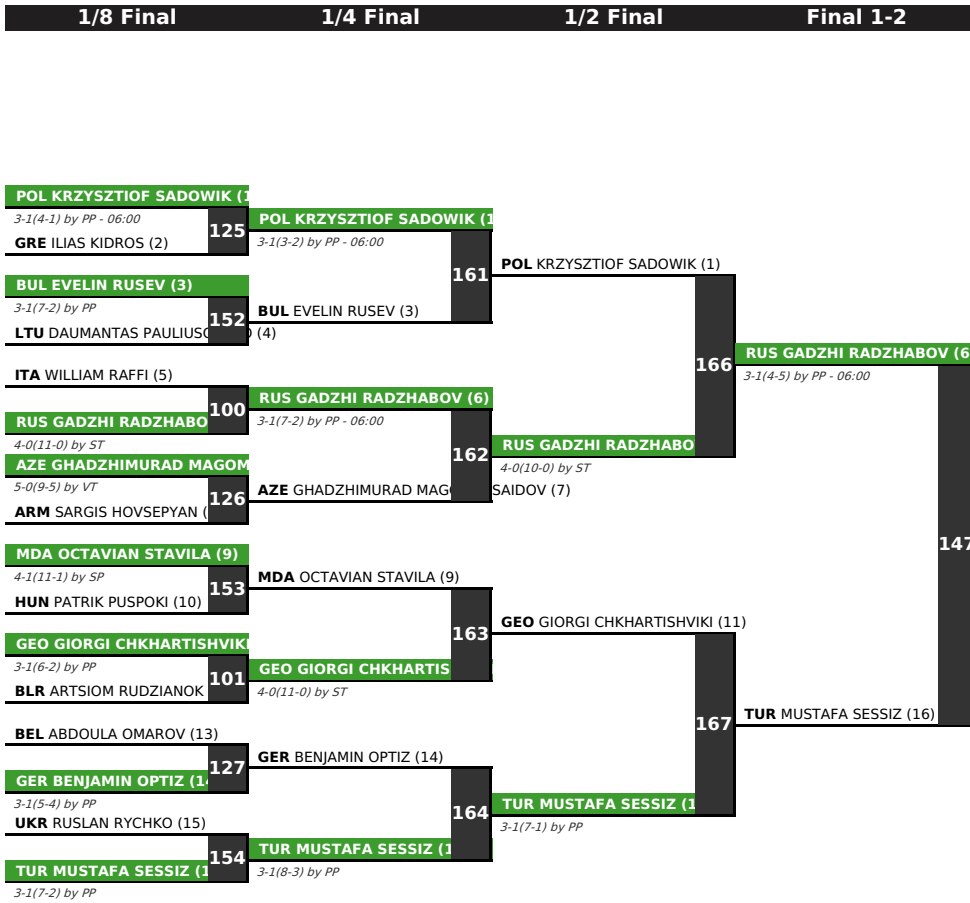 1/8 Final 1/4 Final 1/2 Final Final 1-2
POL KRZYSZTIOF SADOWIK (1
3-1(4-1) by PP - 06:00
GRE ILIAS KIDROS (2)
125
BUL EVELIN RUSEV (3)
3-1(7-2) by PP
LTU DAUMANTAS (4)
152
ITA WILLIAM RAFFI (5)
100
RUS GADZHI RADZHABO
4-0(11-0) by ST
AZE GHADZHIMURAD MAGOM
5-0(9-5) by VT
ARM SARGIS HOVSEPYAN (
126
MDA OCTAVIAN STAVILA (9)
4-1(11-1) by SP
HUN PATRIK PUSPOKI (10)
153
GEO GIORGI CHKHARTISHVIKI
3-1(6-2) by PP
BLR ARTSIOM RUDZIANOK
101
BEL ABDOULA OMAROV (13)
127
GER BENJAMIN OPTIZ (14
3-1(5-4) by PP
UKR RUSLAN RYCHKO (15)
154
TUR MUSTAFA SESSIZ (1
3-1(7-2) by PP
POL KRZYSZTIOF SADOWIK (1
3-1(3-2) by PP - 06:00
161
BUL EVELIN RUSEV (3)
RUS GADZHI RADZHABOV (6)
3-1(7-2) by PP - 06:00
162
AZE GHADZHIMURAD MAG SAIDOV (7)
MDA OCTAVIAN STAVILA (9)
163
GEO GIORGI CHKHARTIS
4-0(11-0) by ST
GER BENJAMIN OPTIZ (14)
164
TUR MUSTAFA SESSIZ (1
3-1(8-3) by PP
POL KRZYSZTIOF SADOWIK (1)
166
RUS GADZHI RADZHABO
4-0(10-0) by ST
GEO GIORGI CHKHARTISHVIKI (11)
167
TUR MUSTAFA SESSIZ (1
3-1(7-1) by PP
RUS GADZHI RADZHABOV (6
3-1(4-5) by PP - 06:00
147
TUR MUSTAFA SESSIZ (16)